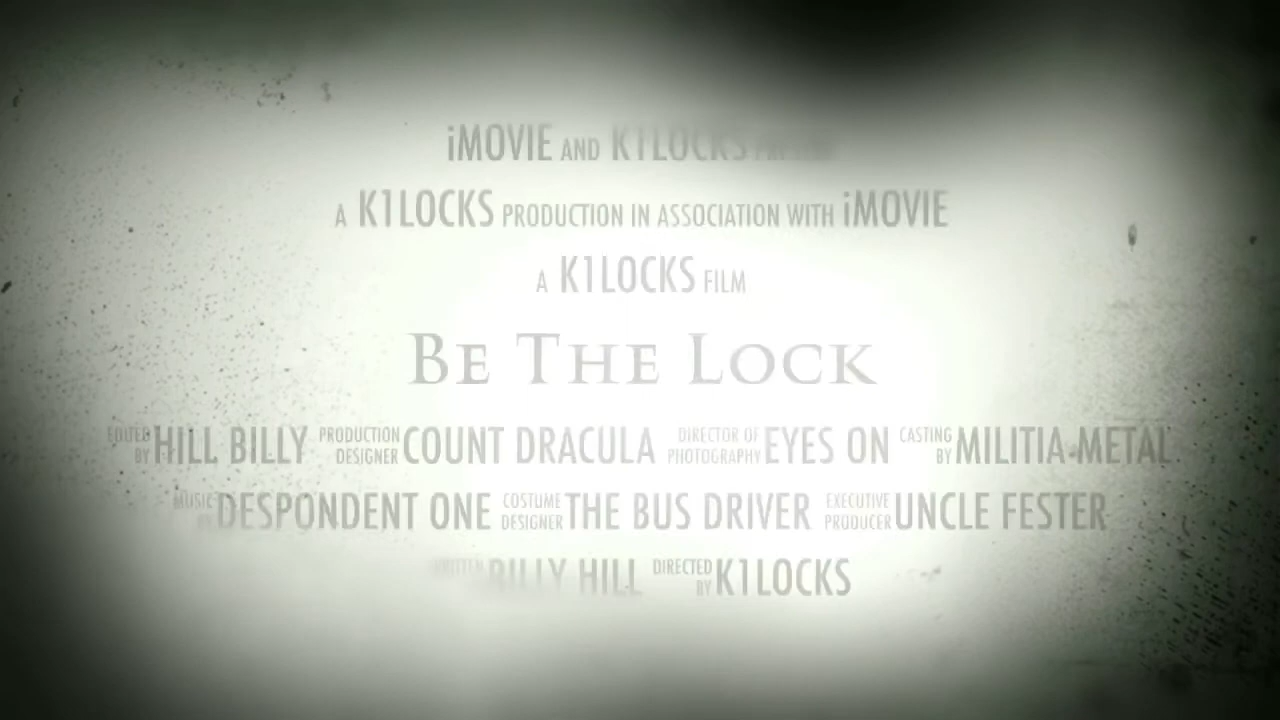 iMOVIE AND K1LOCKS
A K1LOCKS PRODUCTION IN ASSOCIATION WITH iMOVIE
A K1LOCKS FILM
BE THE LOCK
EDITED BY HILL BILLY PRODUCTION DESIGNER COUNT DRACULA DIRECTOR OF PHOTOGRAPHY EYES ON CASTING BY MILITIA-METAL
MUSIC BY DESPONDENT ONE COSTUME DESIGNER THE BUS DRIVER EXECUTIVE PRODUCER UNCLE FESTER
WRITTEN BILLY HILL DIRECTED BY K1LOCKS